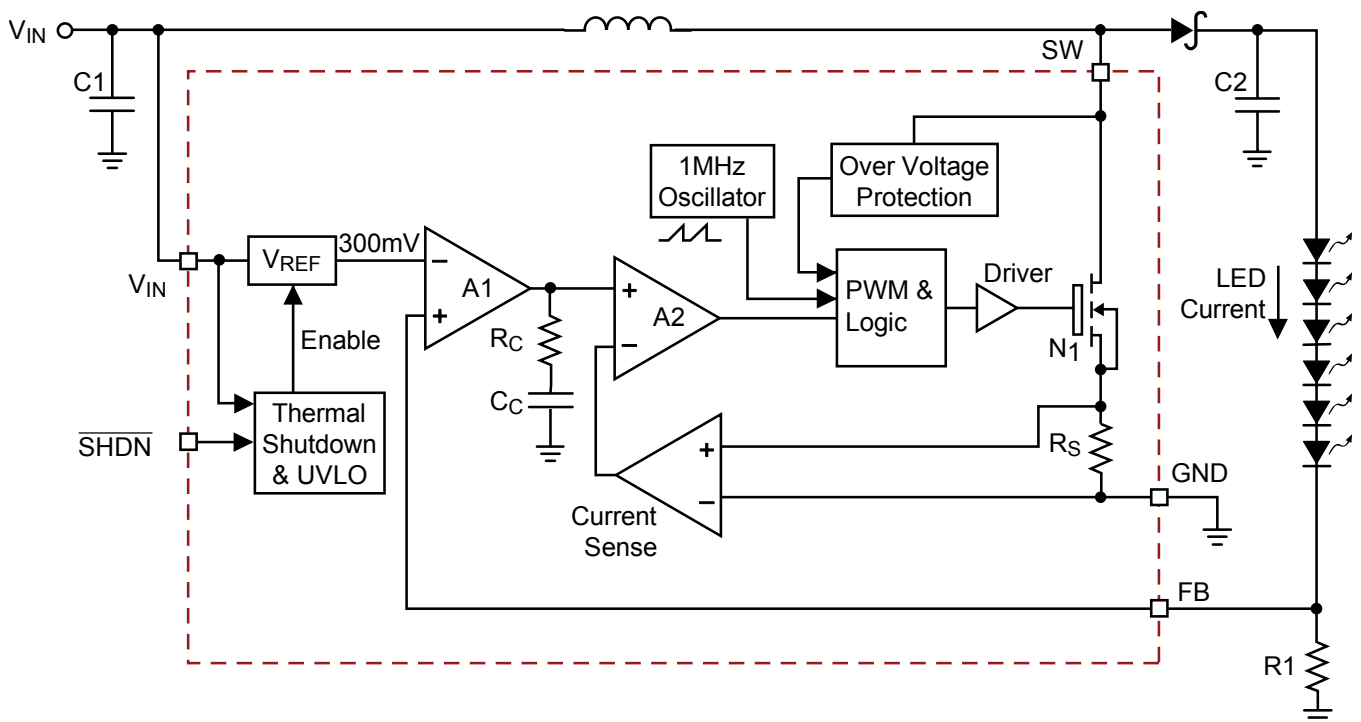 VIN
SW
C1
C2
1MHz
Oscillator
Over Voltage
Protection
300mV
VREF
VIN
−
A1
+
+
A2
−
PWM &
Logic
Driver
N1
LED
Current
Enable
RC
CC
Thermal
Shutdown
& UVLO
SHDN
+
−
Current
Sense
RS
GND
FB
R1